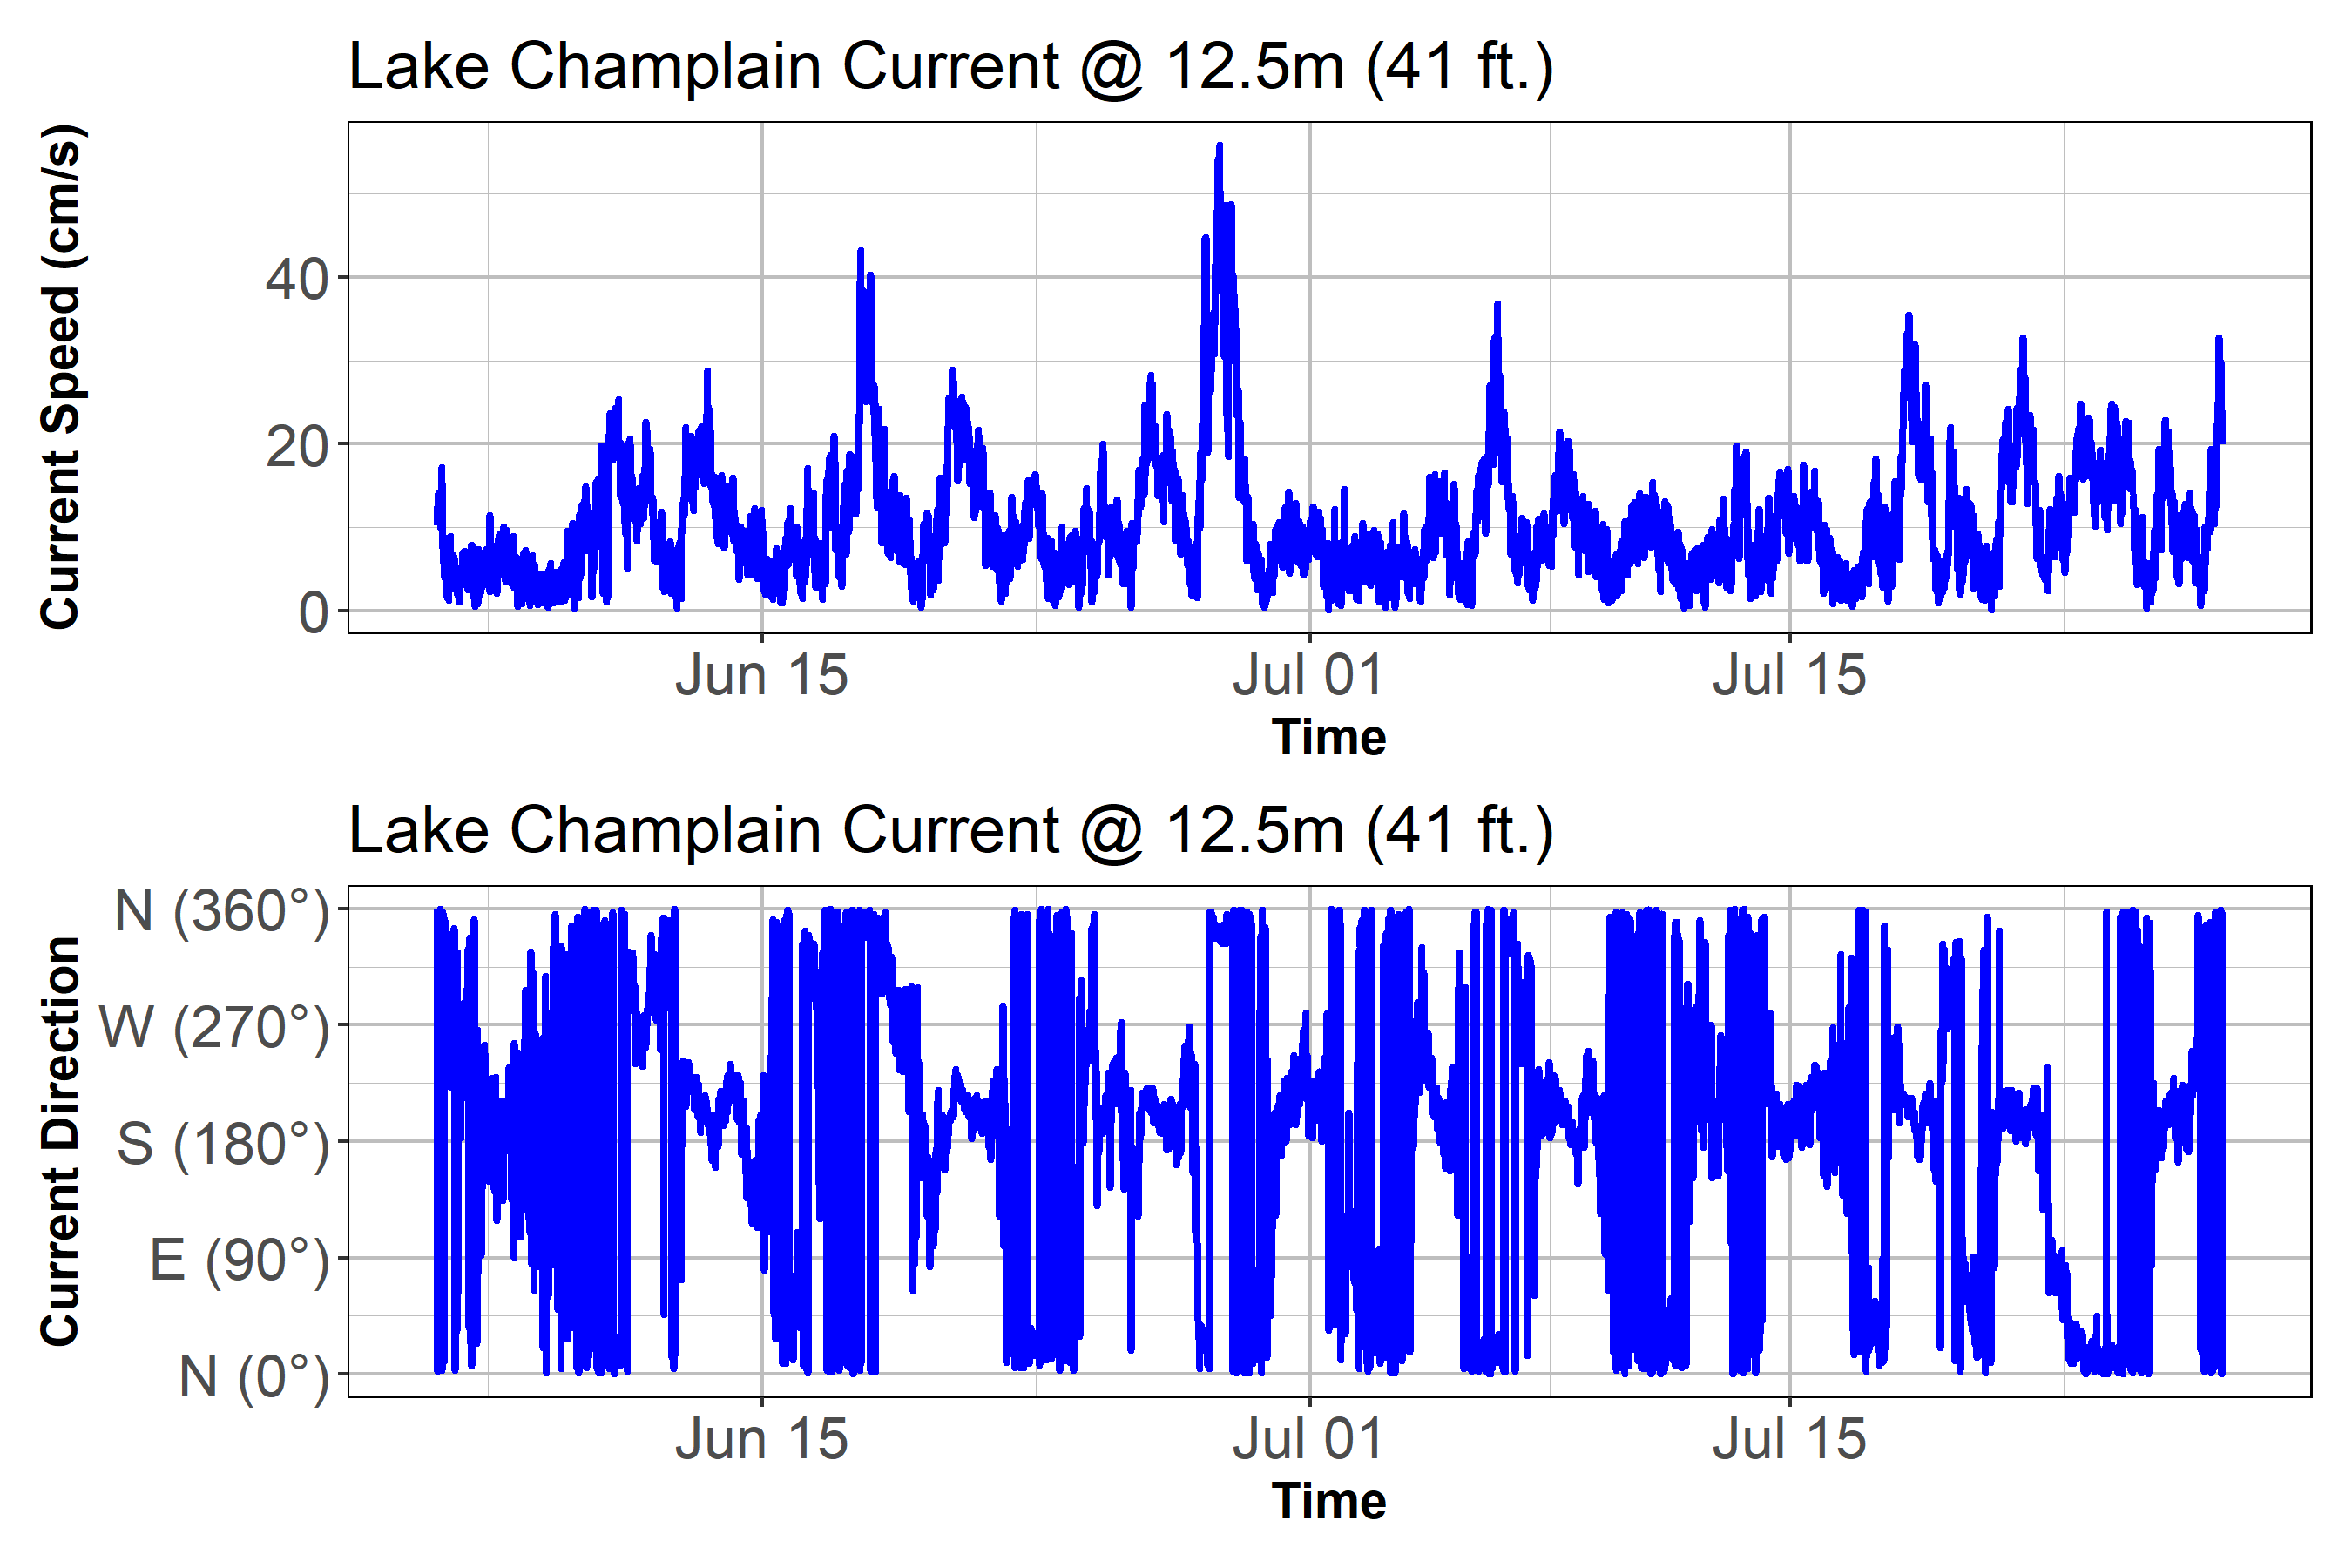 Lake Champlain Current @ 12.5m (41 ft.)
Current Speed (cm/s)
40
20
0
Jun 15
Jul 01
Jul 15
Time
Lake Champlain Current @ 12.5m (41 ft.)
Current Direction
N (360°)
W (270°)
S (180°)
E (90°)
N (0°)
Jun 15
Jul 01
Jul 15
Time